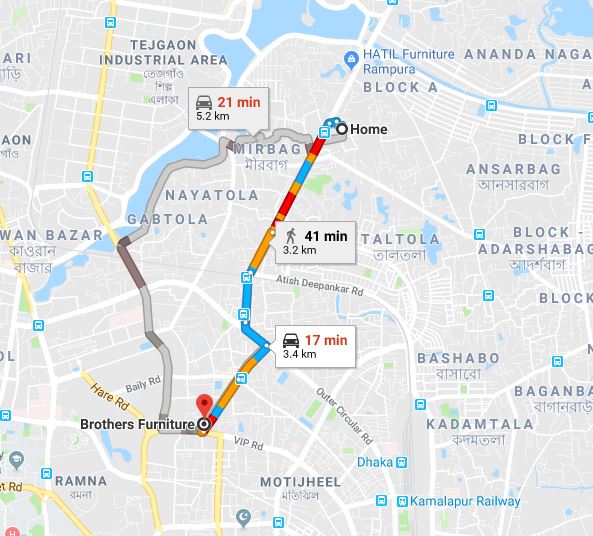 TEJGAON
INDUSTRIAL AREA
তেজগাঁও
শিল্প
এলাকা
HATIL Furniture
Rampura
ANANDA NAGA
BLOCK A
21 min
5.2 km
Home
MIRBAG
মীরবাগ
BLOCK F
NAYATOLA
ANSARBAG
আনসারবাগ
GABTOLA
WAN BAZAR
কাওরান
বাজার
41 min
3.2 km
TALTOLA
তালতলা
BLOCK -
ADARSHABAG
আদর্শবাগ
Atish Deepankar Rd
BLOCK
17 min
3.4 km
BASHABO
বাসাবো
Baily Rd
Hare Rd
Outer Circular Rd
BAGANBA
বাগানবা
Brothers Furniture
KADAMTALA
কদমতলা
VIP Rd
Dhaka
RAMNA
রমনা
MOTIJHEEL
মতিঝিল
Kamalapur Railway
et Rd